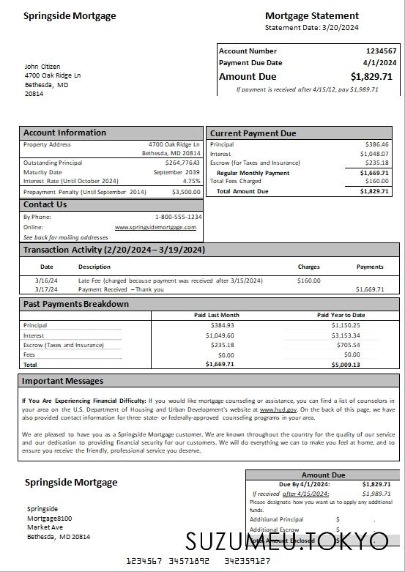 Springside Mortgage
Mortgage Statement
Statement Date: 3/20/2024
Account Number 1234567
Payment Due Date 4/1/2024
Amount Due $1,829.71
If payment is received after 4/15/12, pay $1,989.71
John Citizen
4700 Oak Ridge Ln
Bethesda, MD
20814
Account Information
Property Address 4700 Oak Ridge Ln
Bethesda, MD 20814
Outstanding Principal $264,776.43
Maturity Date September 2039
Interest Rate (Until October 2024) 4.75%
Prepayment Penalty (Until September 2014) $3,500.00
Contact Us
By Phone: 1-800-555-1234
Online: www.springsidemortgage.com
See back for mailing addresses
Current Payment Due
Principal $386.46
Interest $1,048.07
Escrow (for Taxes and Insurance) $235.18
Regular Monthly Payment $1,669.71
Total Fees Charged $160.00
Total Amount Due $1,829.71
Transaction Activity (2/20/2024– 3/19/2024)
Date Description Charges Payments
3/16/24 Late Fee (charged because payment was received after 3/15/2024) $160.00
3/17/24 Payment Received –Thank you $1,669.71
Past Payments Breakdown
Paid Last Month Paid Year to Date
Principal $384.93 $1,150.25
Interest $1,049.60 $3,153.34
Escrow (Taxes and Insurance) $235.18 $705.54
Fees $0.00 $0.00
Total $1,669.71 $5,009.13
Important Messages
If You Are Experiencing Financial Difficulty: If you would like mortgage counseling or assistance, you can find a list of counselors in
your area on the U.S. Department of Housing and Urban Development's website at www.hud.gov. On the back of this page, we have
also provided contact information for three state- or federally-approved counseling programs in your area.
We are pleased to have you as a Springside Mortgage customer. We are known throughout the country for the quality of our service
and our dedication to providing financial security for our customers. We will do everything we can to make you feel at home, and to
ensure you receive the friendly, professional service you deserve.
Springside Mortgage
Springside
Mortgage8100
Market Ave
Bethesda, MD 20814
Amount Due
Due By 4/1/2024: $1,829.71
If received after 4/15/2024: $1,989.71
Please designate how you want us to apply any additional
funds.
Additional Principal $ .
Additional Escrow $ .
Total Amount Enclosed $ .
SUZUMEU.TOKYO
1234567 34571892 342359127